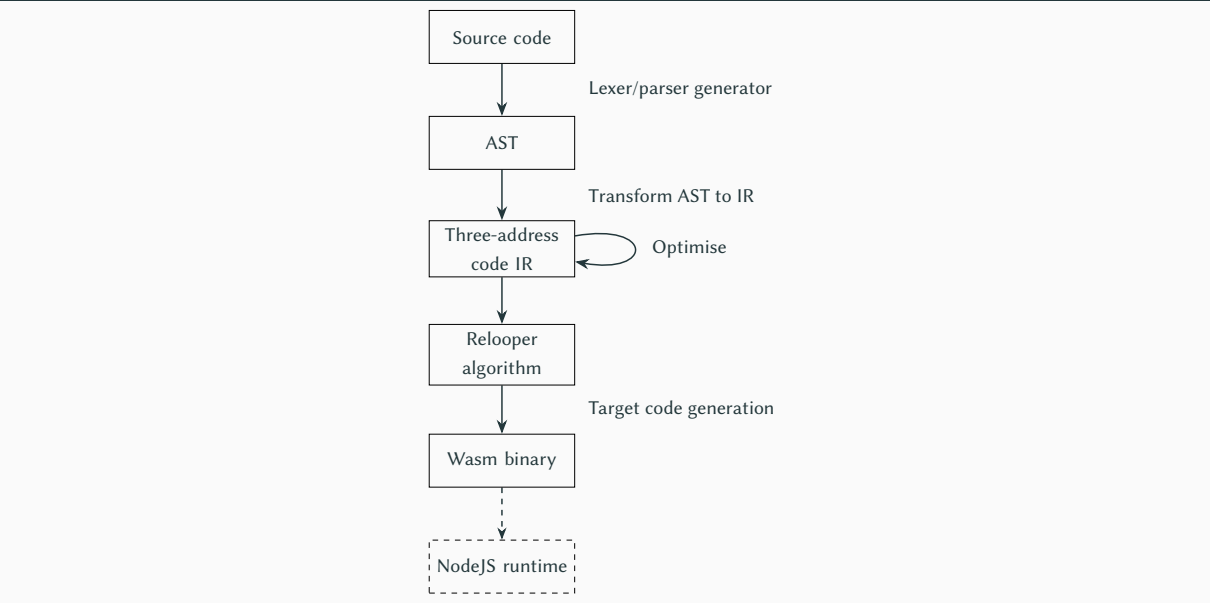 Source code
Lexer/parser generator
AST
Transform AST to IR
Three-address
code IR
Optimise
Relooper
algorithm
Target code generation
Wasm binary
NodeJS runtime